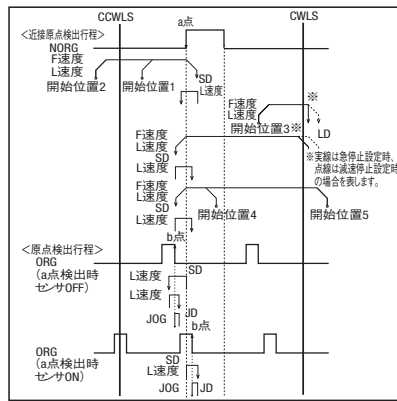 CCWLS
CWLS
a点
<近接原点検出行程>
NORG
F速度
L速度
開始位置2
開始位置1
SD
L速度
F速度
L速度
開始位置3※
※
LD
※実線は急停止設定時、
点線は減速停止設定時
の場合を表します。
F速度
L速度
SD
L速度
F速度
L速度
SD
L速度
開始位置4
開始位置5
b点
<原点検出行程>
ORG
(a点検出時
センサOFF)
SD
L速度
L速度
JD
JOG
b点
ORG
(a点検出時
センサON)
SD
L速度
JOG
JD